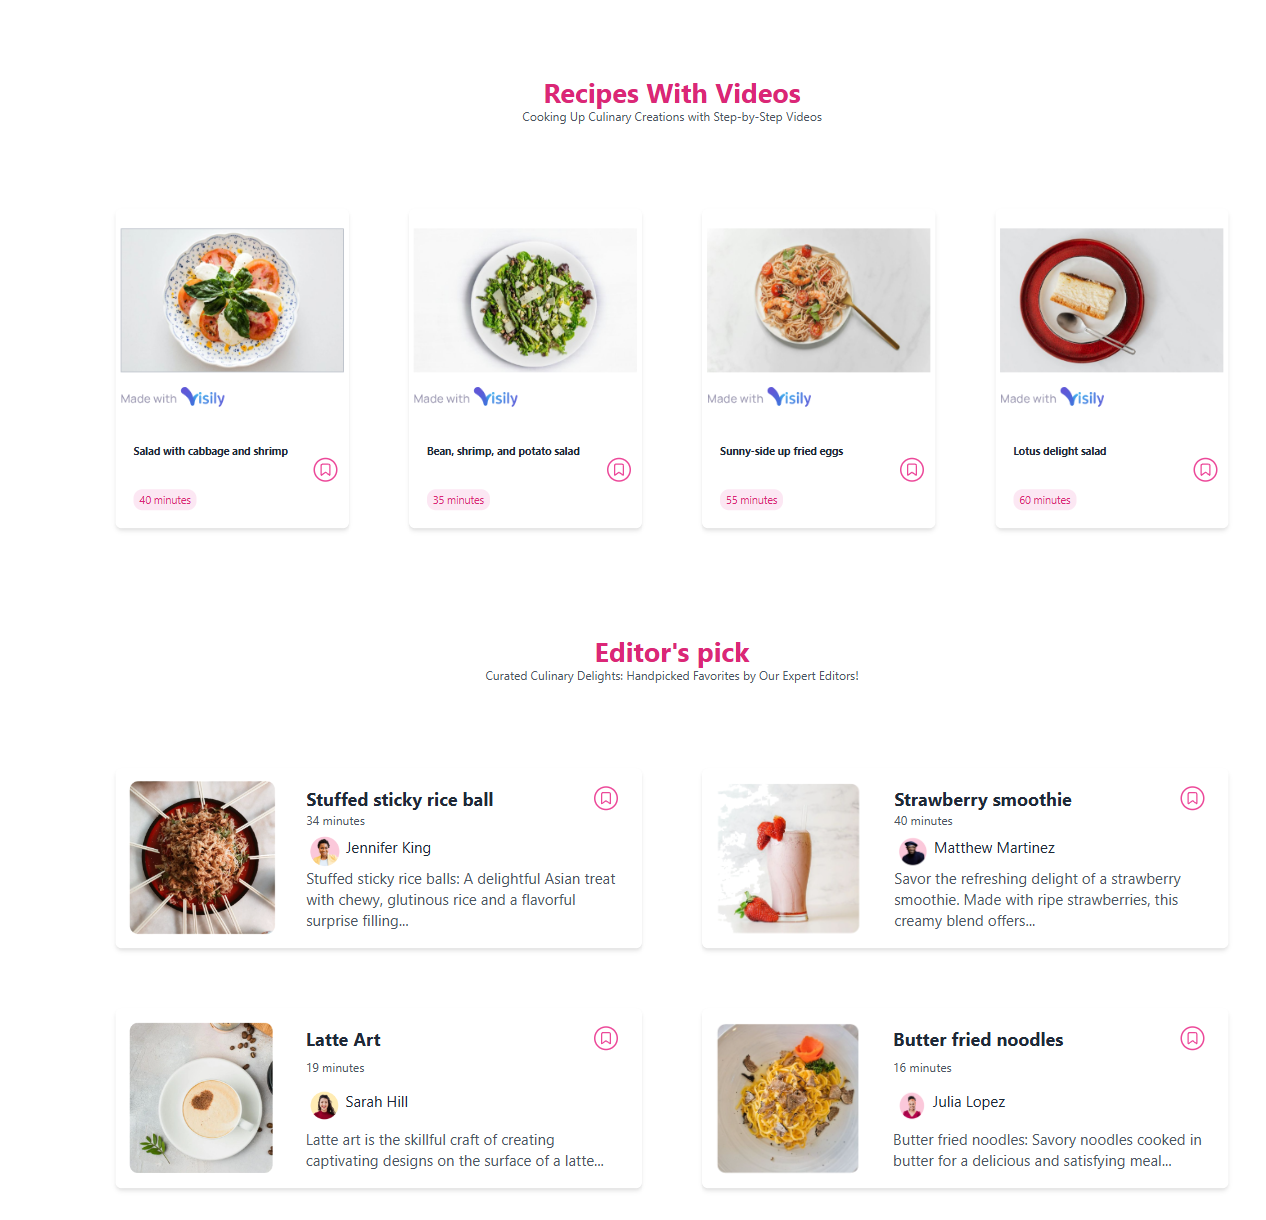 Recipes With Videos
Cooking Up Culinary Creations with Step-by-Step Videos
Made with Visily
Made with Visily
Made with Visily
Made with Visily
Salad with cabbage and shrimp
Bean, shrimp, and potato salad
Sunny-side up fried eggs
Lotus delight salad
40 minutes
35 minutes
55 minutes
60 minutes
Editor's pick
Curated Culinary Delights: Handpicked Favorites by Our Expert Editors!
Stuffed sticky rice ball
34 minutes
Jennifer King
Stuffed sticky rice balls: A delightful Asian treat
with chewy, glutinous rice and a flavorful
surprise filling...
Strawberry smoothie
40 minutes
Matthew Martinez
Savor the refreshing delight of a strawberry
smoothie. Made with ripe strawberries, this
creamy blend offers...
Latte Art
19 minutes
Sarah Hill
Latte art is the skillful craft of creating
captivating designs on the surface of a latte...
Butter fried noodles
16 minutes
Julia Lopez
Butter fried noodles: Savory noodles cooked in
butter for a delicious and satisfying meal...